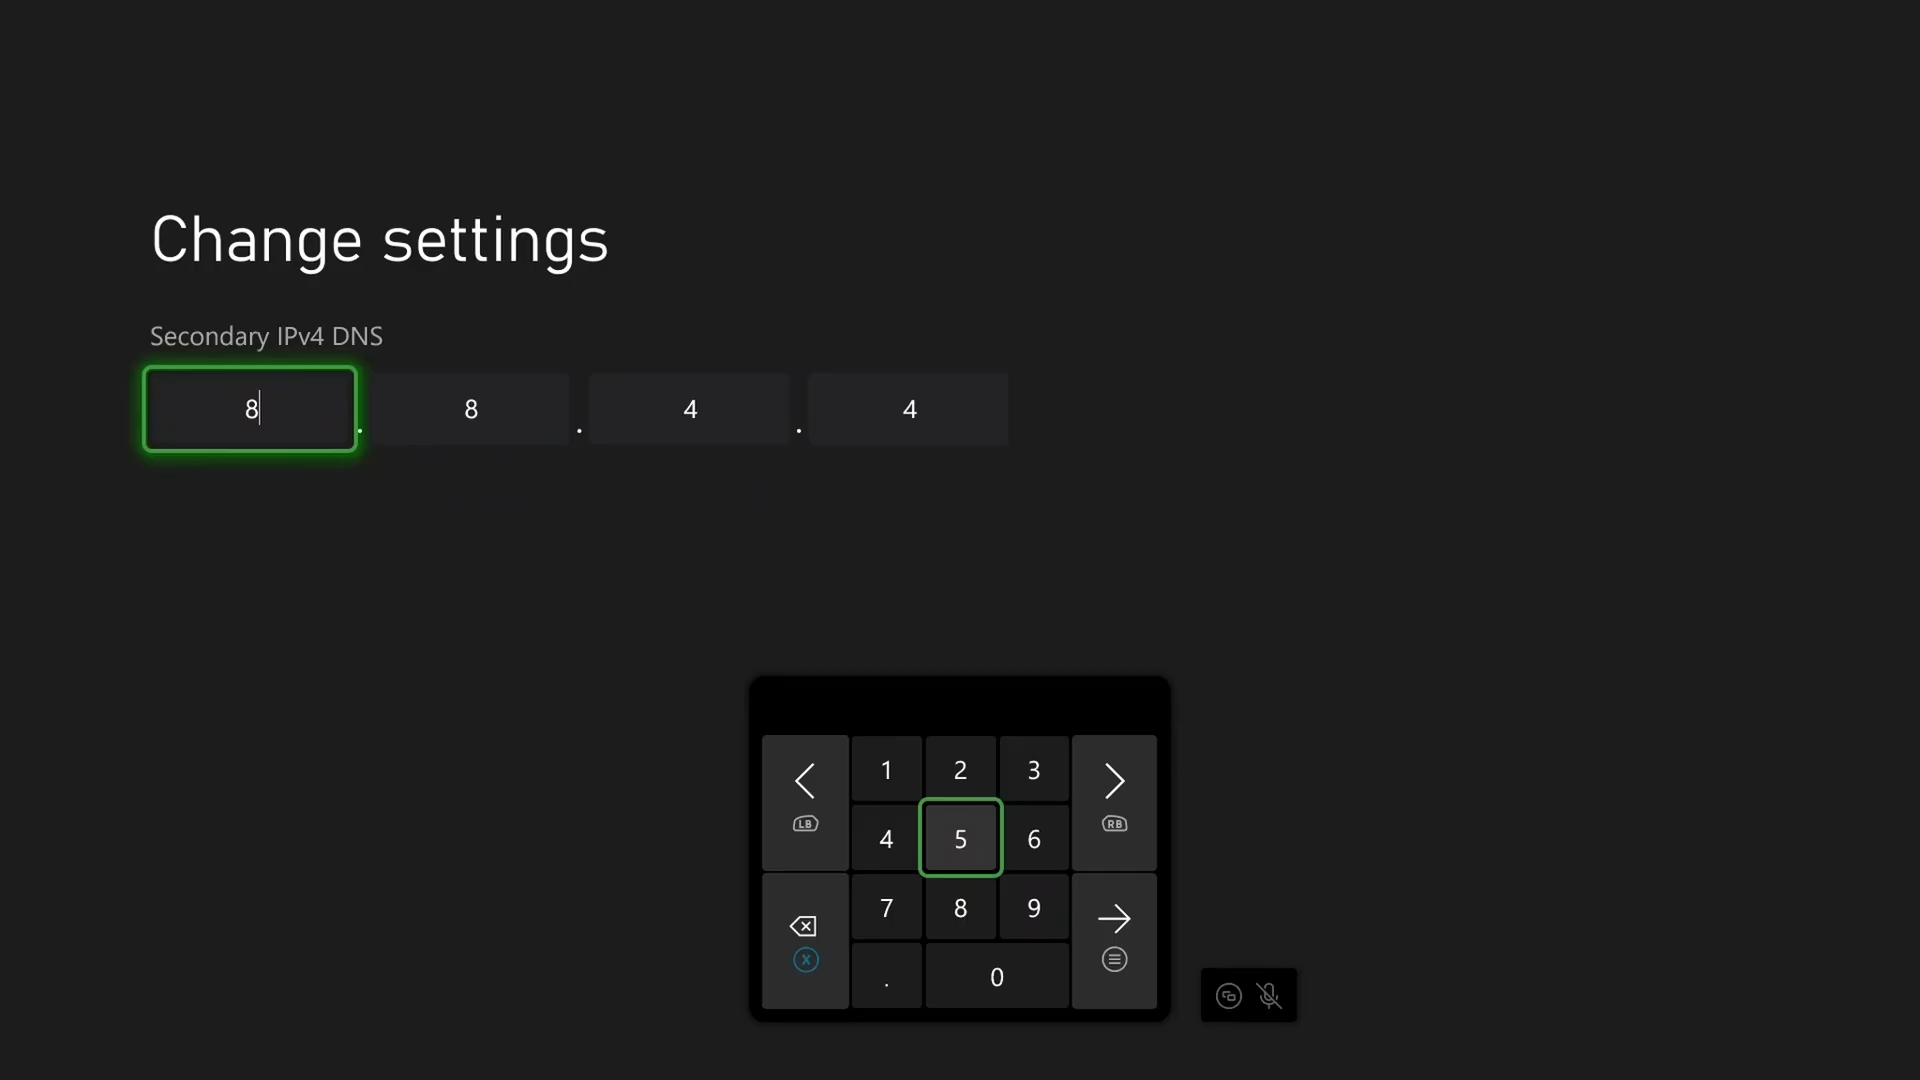 Change settings
Secondary IPv4 DNS
8 . 8 . 4 . 4
1 2 3
LB RB
4 5 6
7 8 9
X
. 0